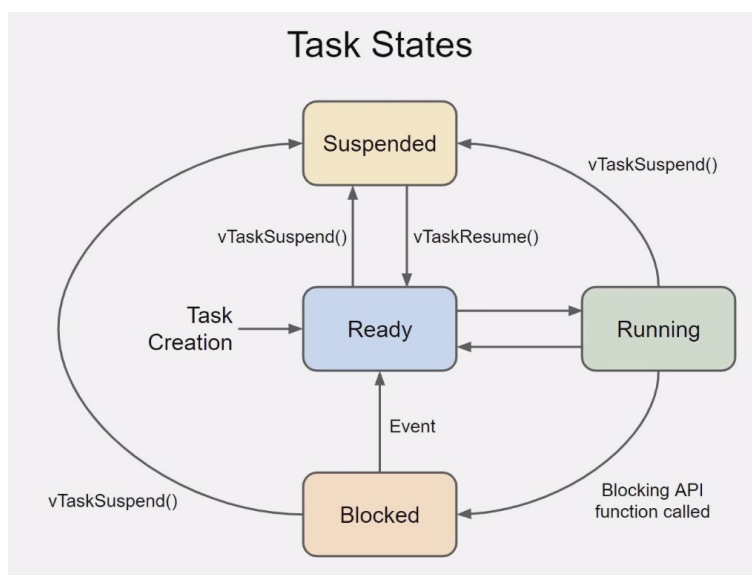 Task States
Suspended
vTaskSuspend()
vTaskSuspend()
vTaskResume()
Task
Creation
Ready
Running
Event
vTaskSuspend()
Blocked
Blocking API
function called